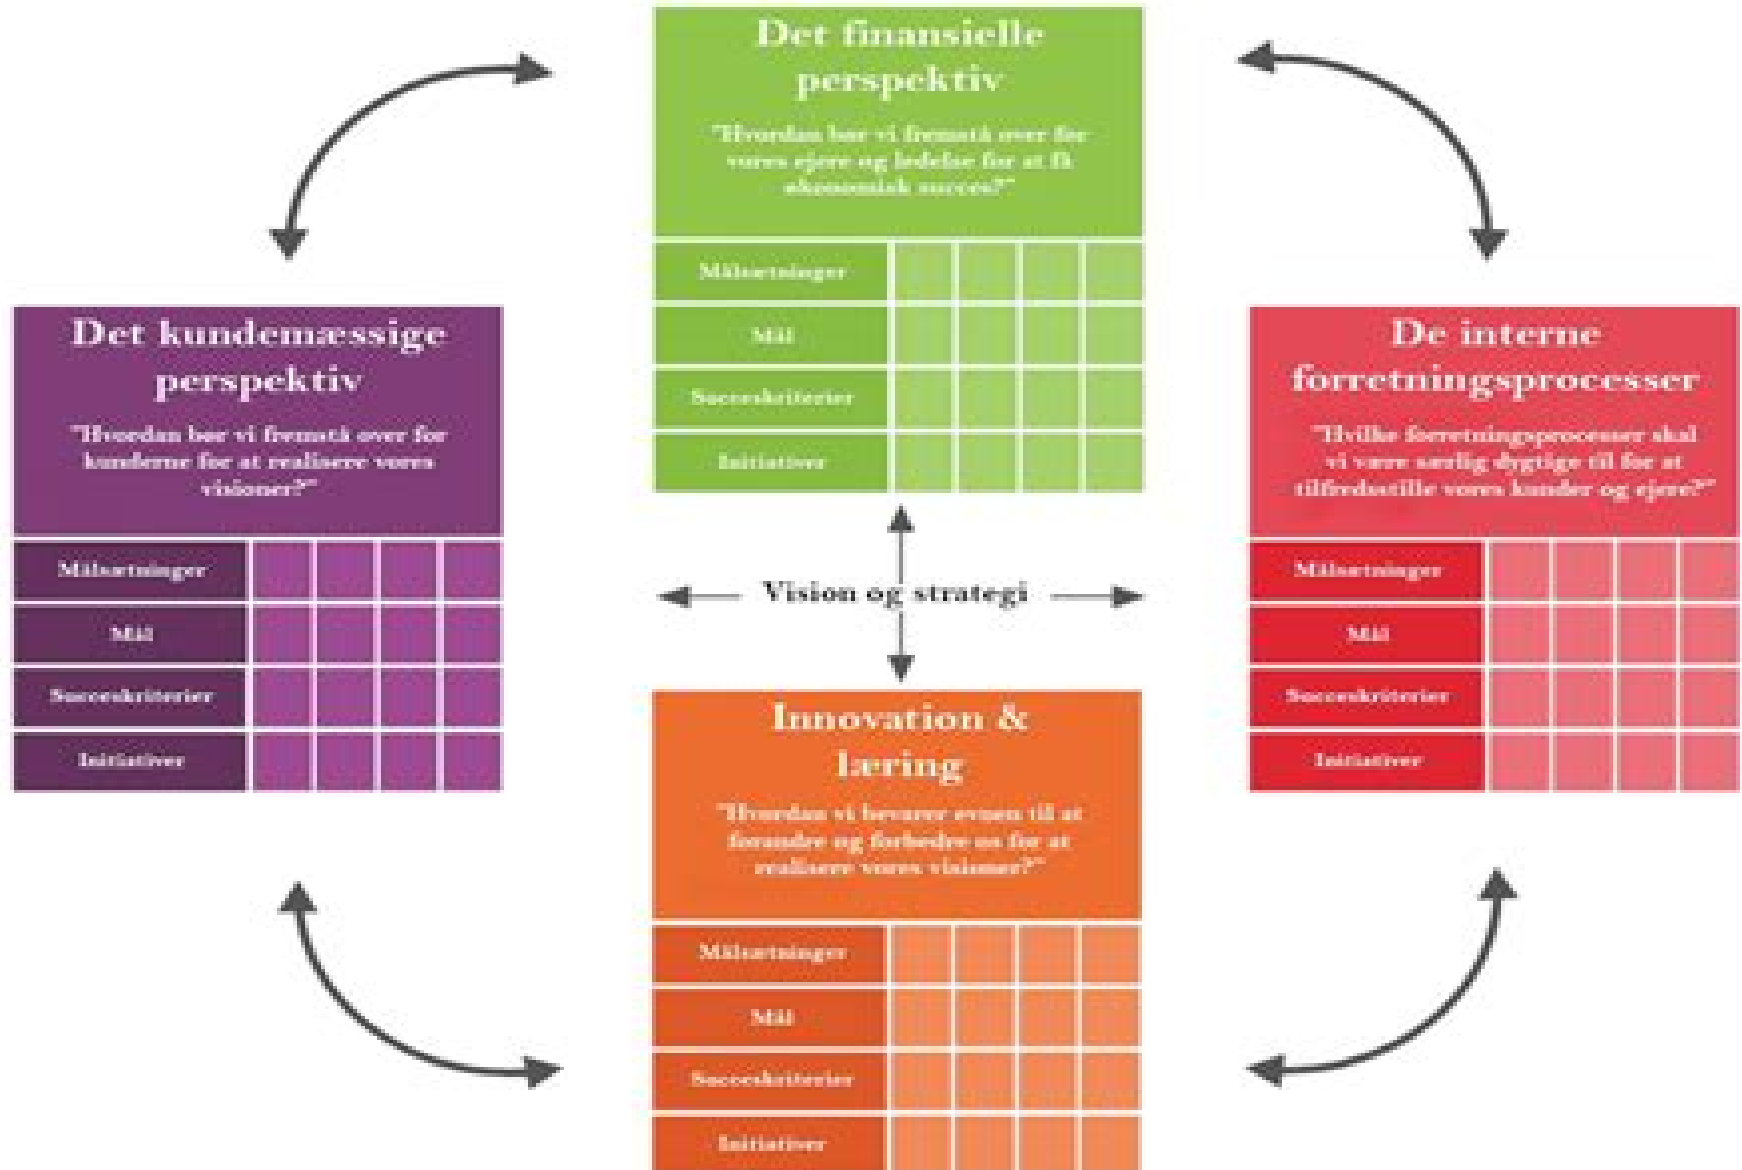 Det finansielle
perspektiv
"Hvordan bør vi fremstå over for
vores ejere og ledelse for at få
økonomisk succes?"
Målsætninger
Mål
Succeskriterier
Initiativer
Det kundemæssige
perspektiv
"Hvordan bør vi fremstå over for
kunderne for at realisere vores
visioner?"
Målsætninger
Mål
Succeskriterier
Initiativer
Vision og strategi
De interne
forretningsprocesser
"Hvilke forretningsprocesser skal
vi være særlig dygtige til for at
tilfredsstille vores kunder og ejere?"
Målsætninger
Mål
Succeskriterier
Initiativer
Innovation &
læring
"Hvordan vi bevarer evnen til at
forandre og forbedre os for at
realisere vores visioner?"
Målsætninger
Mål
Succeskriterier
Initiativer